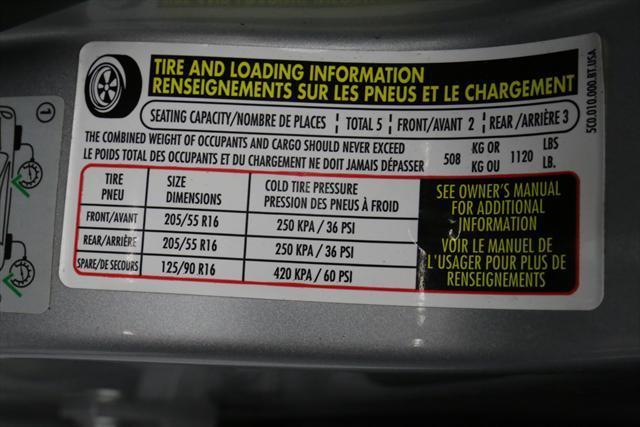 TIRE AND LOADING INFORMATION
RENSEIGNEMENTS SUR LES PNEUS ET LE CHARGEMENT
SEATING CAPACITY/NOMBRE DE PLACES TOTAL 5 FRONT/AVANT 2 REAR/ARRIÈRE 3
THE COMBINED WEIGHT OF OCCUPANTS AND CARGO SHOULD NEVER EXCEED
LE POIDS TOTAL DES OCCUPANTS ET DU CHARGEMENT NE DOIT JAMAIS DÉPASSER
508 KG OR 1120 LBS
KG OU LB.
TIRE SIZE COLD TIRE PRESSURE
PNEU DIMENSIONS PRESSION DES PNEUS À FROID
FRONT/AVANT 205/55 R16 250 KPA / 36 PSI
REAR/ARRIÈRE 205/55 R16 250 KPA / 36 PSI
SPARE/DE SECOURS 125/90 R16 420 KPA / 60 PSI
SEE OWNER'S MANUAL
FOR ADDITIONAL
INFORMATION
VOIR LE MANUEL DE
L'USAGER POUR PLUS DE
RENSEIGNEMENTS
5C0.010.000.BT.USA
1